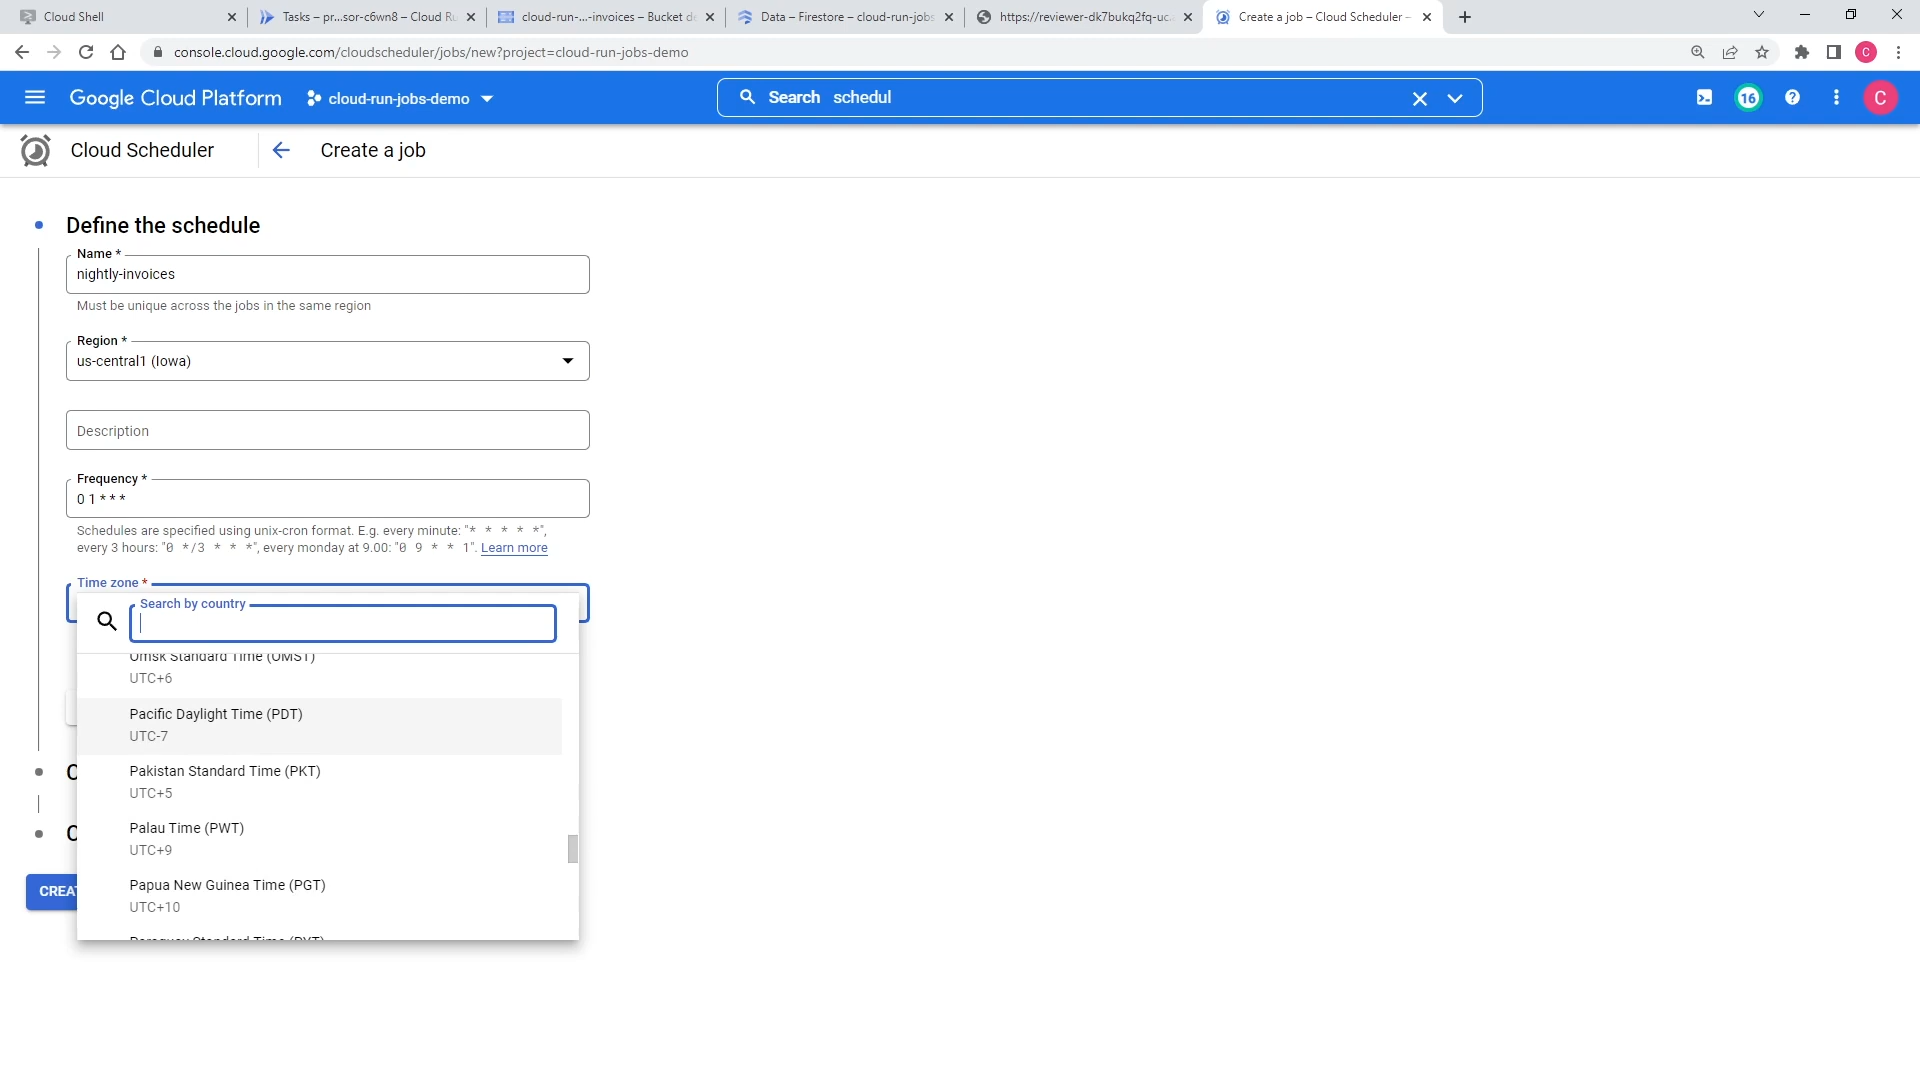 Cloud Shell
Tasks – pr...sor-c6wn8 – Cloud Ru
cloud-run-...-invoices – Bucket de
Data – Firestore – cloud-run-jobs
https://reviewer-dk7bukq2fq-uc.
Create a job – Cloud Scheduler –
console.cloud.google.com/cloudscheduler/jobs/new?project=cloud-run-jobs-demo
C
Google Cloud Platform
cloud-run-jobs-demo
Search schedul
16
C
Cloud Scheduler
Create a job
Define the schedule
Name *
nightly-invoices
Must be unique across the jobs in the same region
Region *
us-central1 (Iowa)
Description
Frequency *
0 1 * * *
Schedules are specified using unix-cron format. E.g. every minute: "* * * * *",
every 3 hours: "0 */3 * * *", every monday at 9.00: "0 9 * * 1". Learn more
Time zone *
Search by country
Omsk Standard Time (OMST)
UTC+6
Pacific Daylight Time (PDT)
UTC-7
Pakistan Standard Time (PKT)
UTC+5
Palau Time (PWT)
UTC+9
Papua New Guinea Time (PGT)
UTC+10
Paraguay Standard Time (PYT)
C
C
CREAT